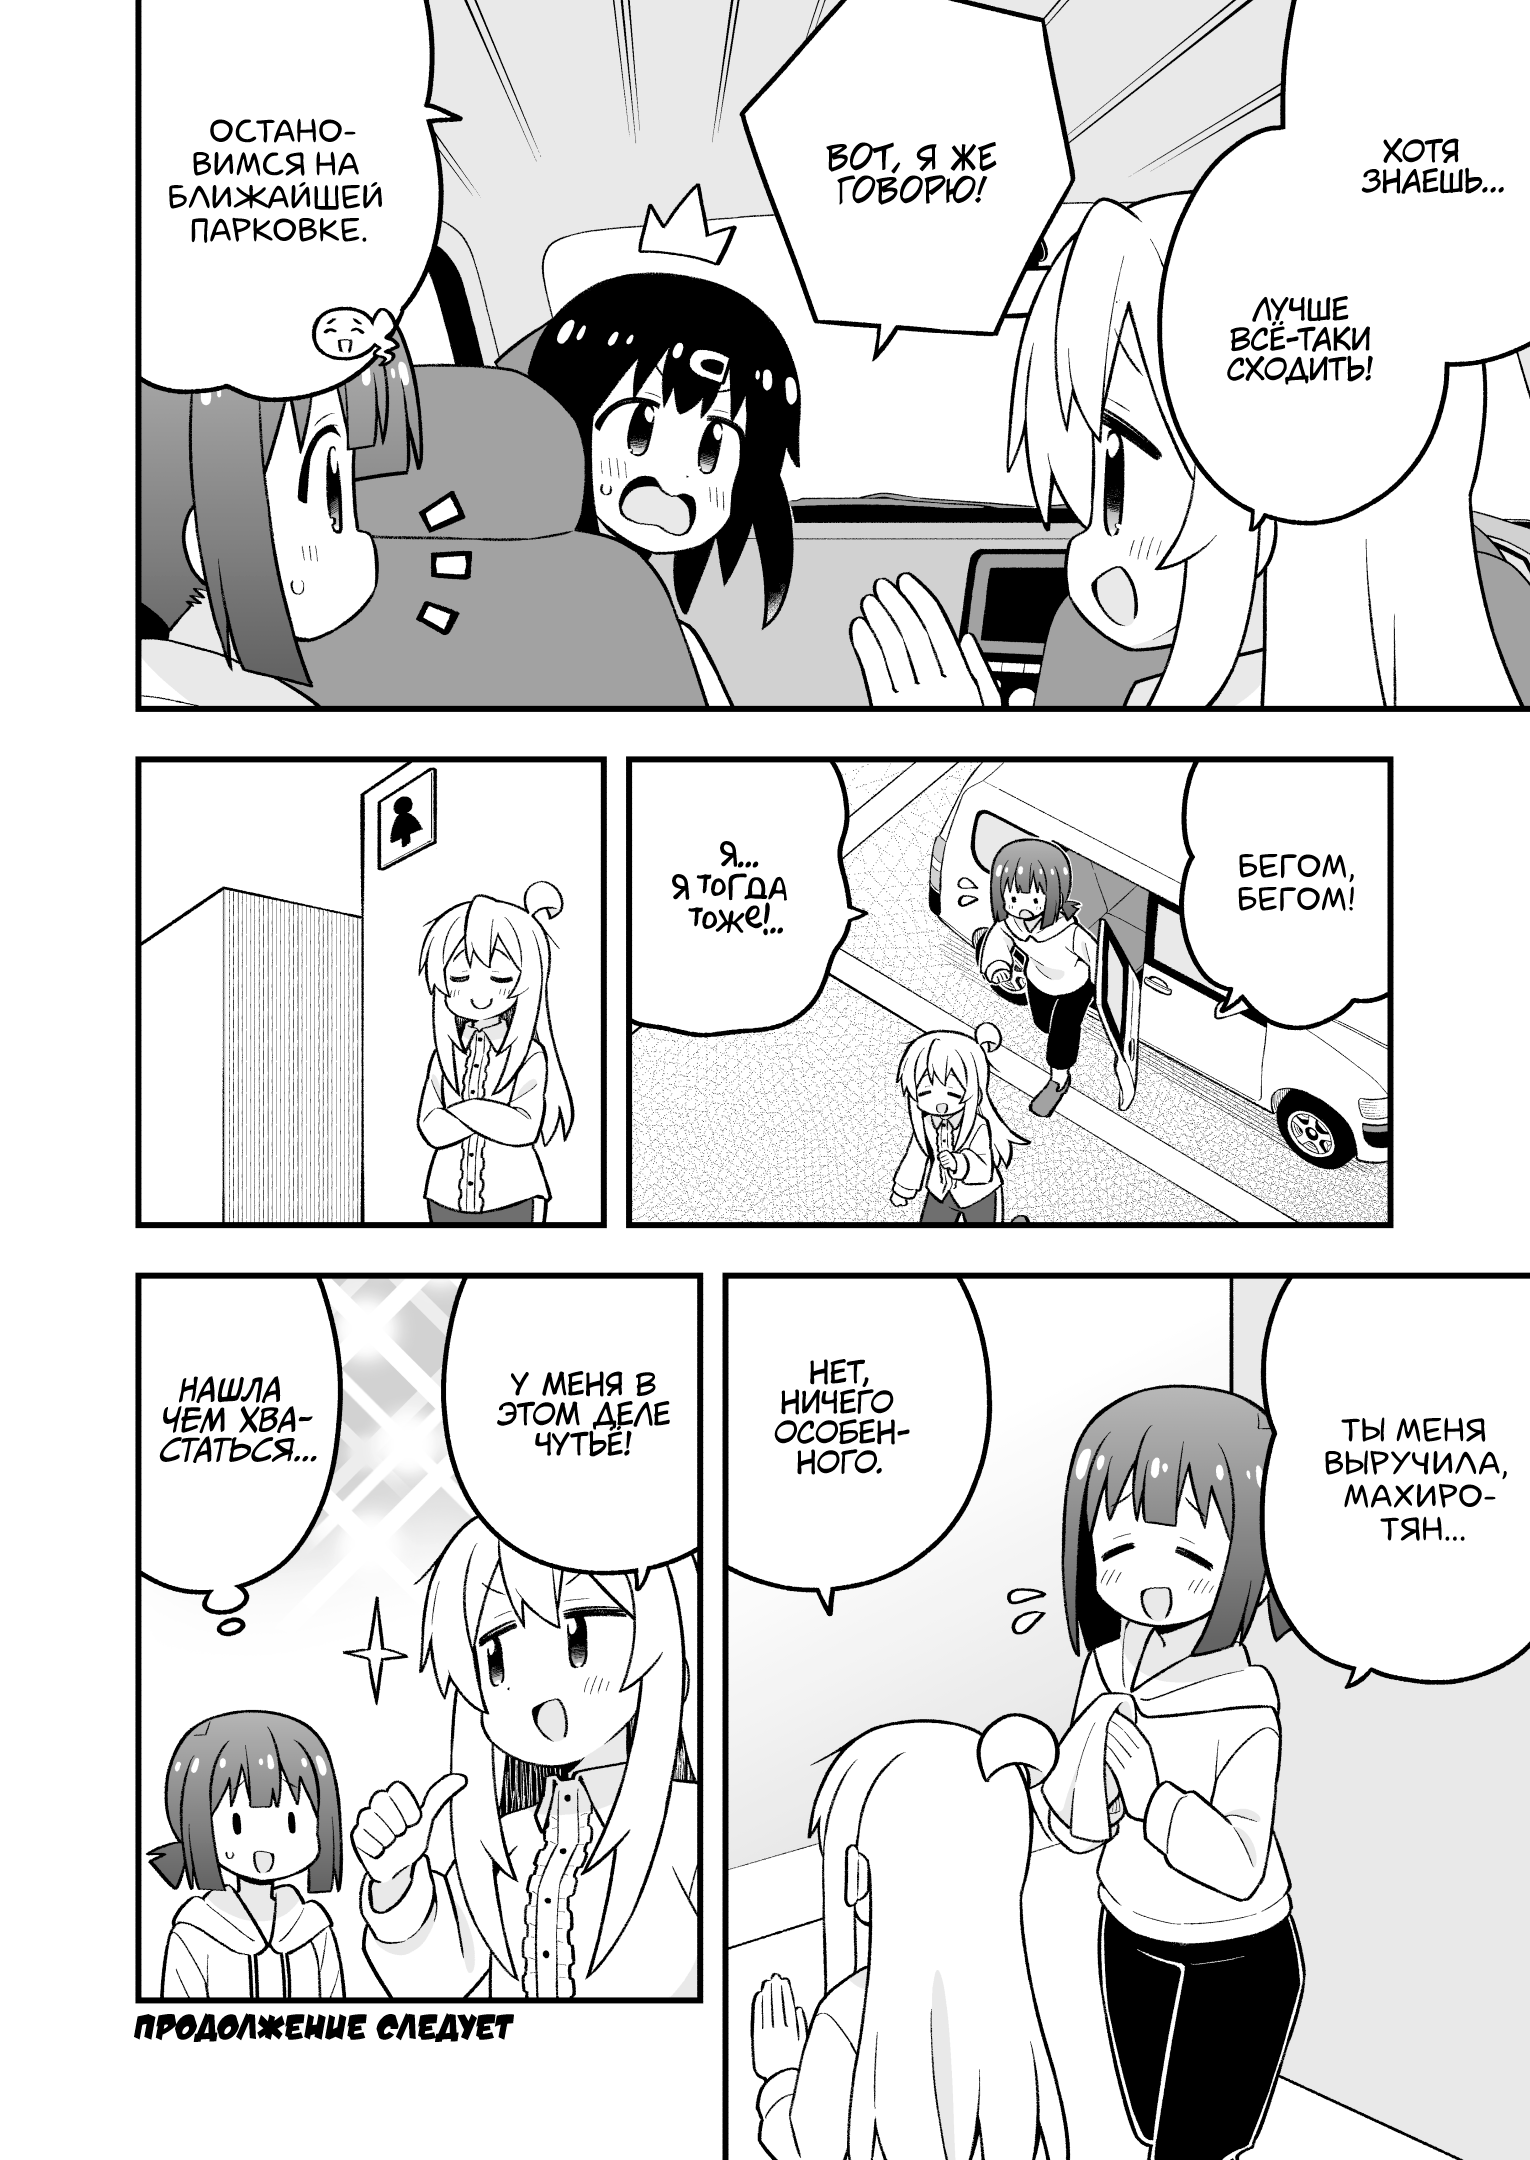 ХОТЯ
ЗНАЕШЬ...
ЛУЧШЕ
ВСЁ-ТАКИ
СХОДИТЬ!
ВОТ, Я ЖЕ
ГОВОРЮ!
ОСТАНО-
ВИМСЯ НА
БЛИЖАЙШЕЙ
ПАРКОВКЕ.
БЕГОМ,
БЕГОМ!
Я...
Я ТОГДА
ТОЖЕ!..
ТЫ МЕНЯ
ВЫРУЧИЛА,
МАХИРО-
ТЯН...
НЕТ,
НИЧЕГО
ОСОБЕН-
НОГО.
У МЕНЯ В
ЭТОМ ДЕЛЕ
ЧУТЬЁ!
НАШЛА
ЧЕМ ХВА-
СТАТЬСЯ...
ПРОДОЛЖЕНИЕ СЛЕДУЕТ